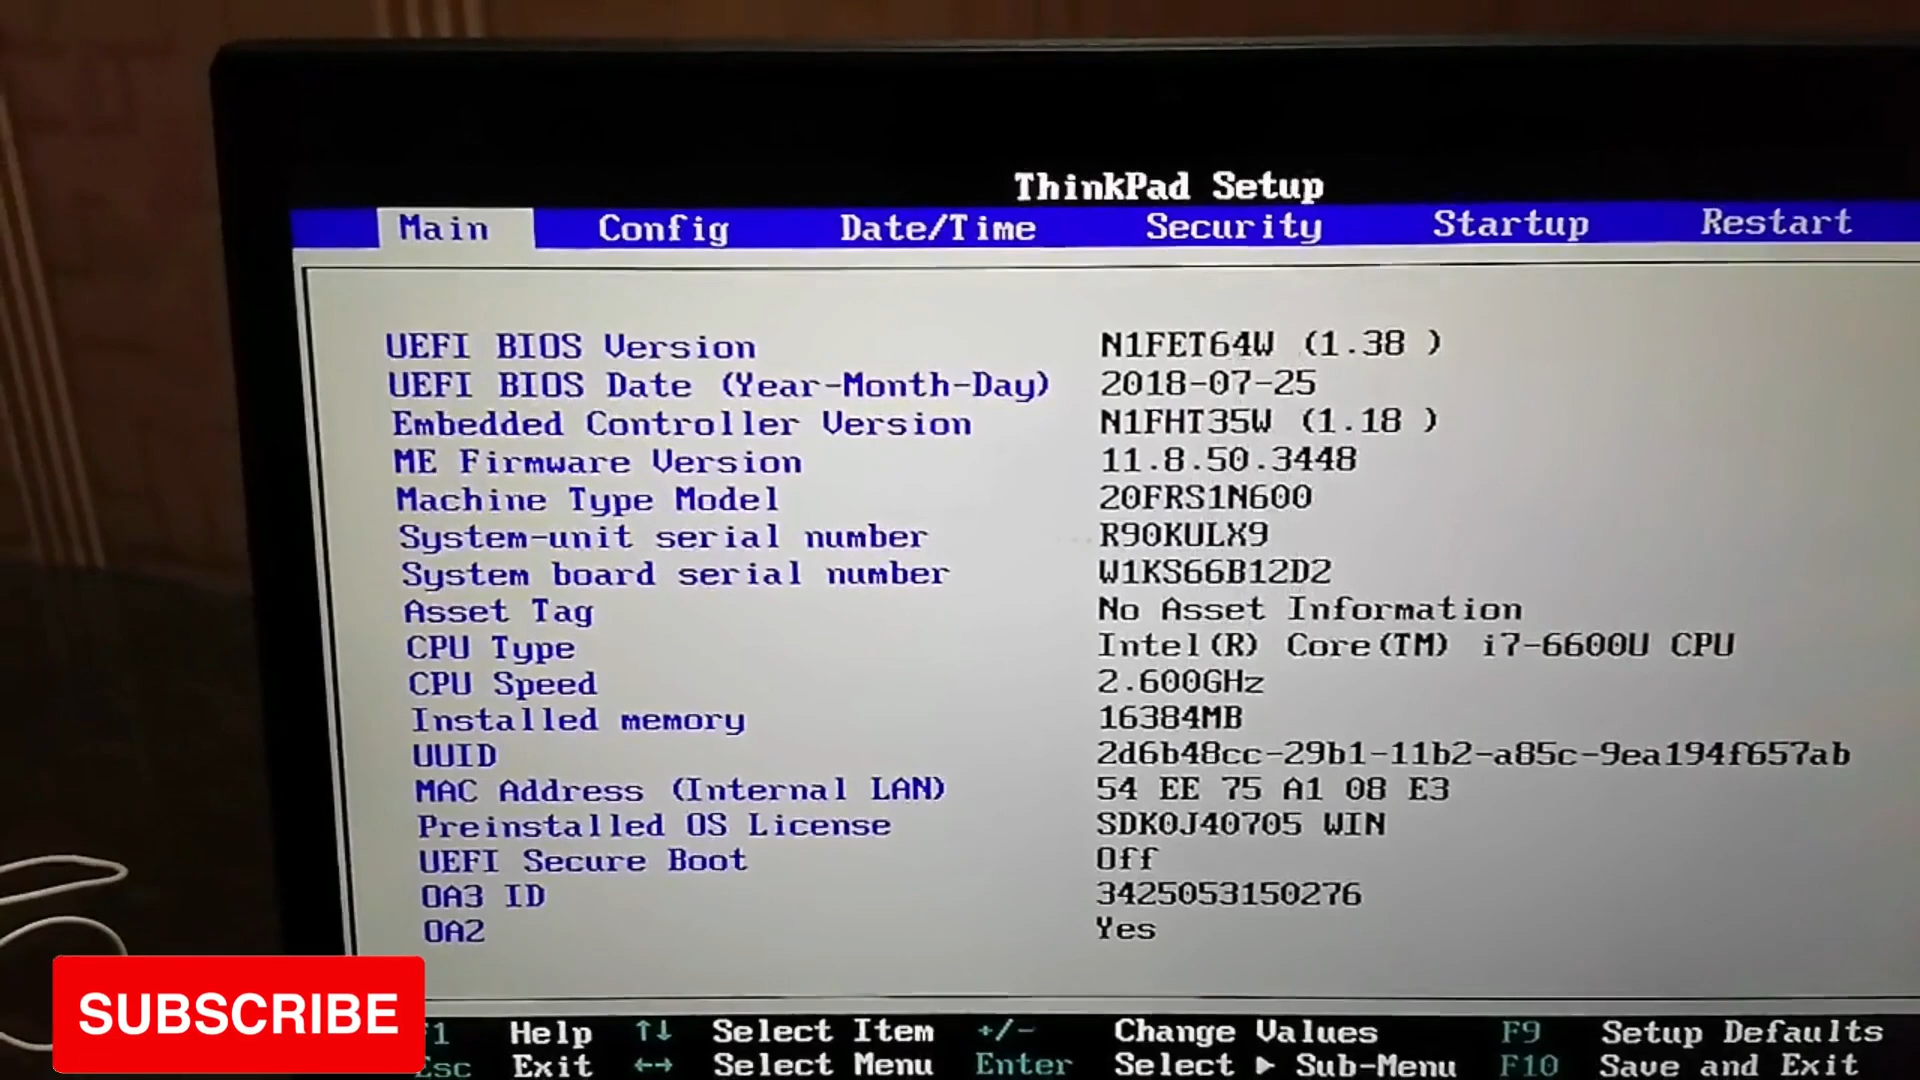 ThinkPad Setup
Main Config Date/Time Security Startup Restart
UEFI BIOS Version N1FET64W (1.38 )
UEFI BIOS Date (Year-Month-Day) 2018-07-25
Embedded Controller Version N1FHT35W (1.18 )
ME Firmware Version 11.8.50.3448
Machine Type Model 20FRS1N600
System-unit serial number R90KULX9
System board serial number W1KS66B12D2
Asset Tag No Asset Information
CPU Type Intel(R) Core(TM) i7-6600U CPU
CPU Speed 2.600GHz
Installed memory 16384MB
UUID 2d6b48cc-29b1-11b2-a85c-9ea194f657ab
MAC Address (Internal LAN) 54 EE 75 A1 08 E3
Preinstalled OS License SDK0J40705 WIN
UEFI Secure Boot Off
OA3 ID 3425053150276
OA2 Yes
SUBSCRIBE
F1 Help ↑↓ Select Item +/- Change Values F9 Setup Defaults
Esc Exit ←→ Select Menu Enter Select ▶ Sub-Menu F10 Save and Exit